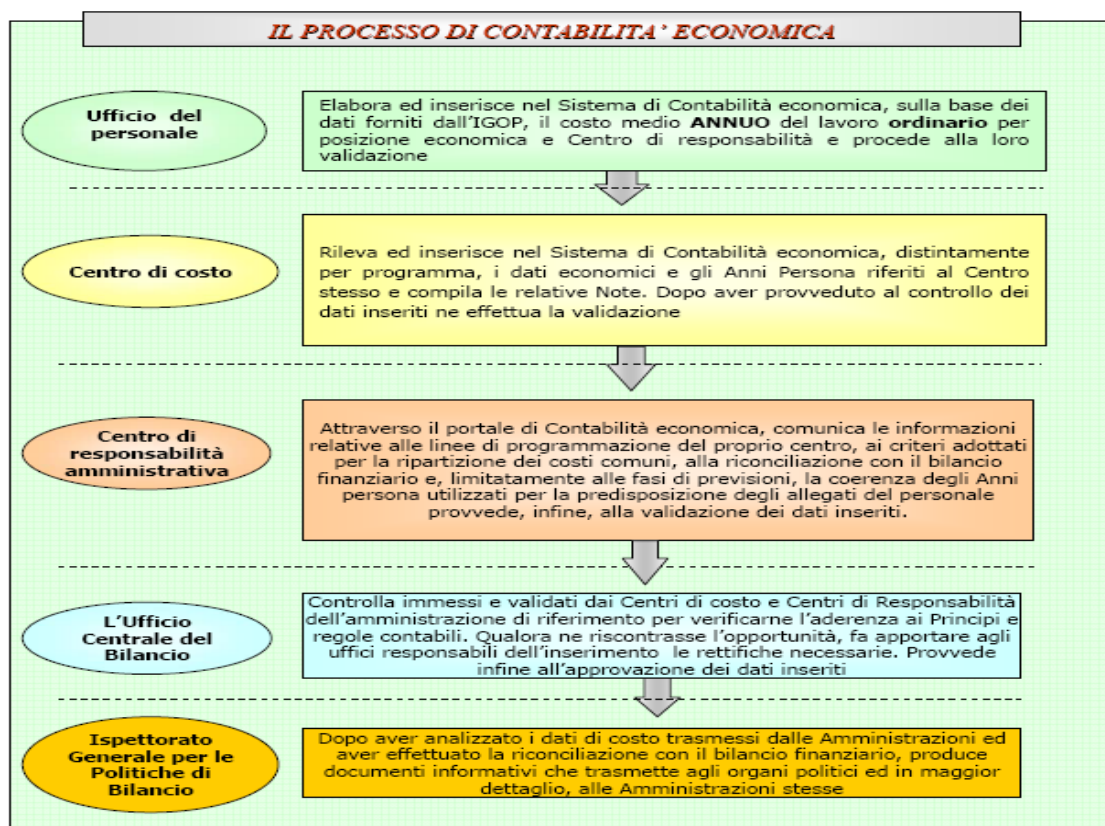 IL PROCESSO DI CONTABILITA' ECONOMICA
Ufficio del
personale
Elabora ed inserisce nel Sistema di Contabilità economica, sulla base dei
dati forniti dall'IGOP, il costo medio ANNUO del lavoro ordinario per
posizione economica e Centro di responsabilità e procede alla loro
validazione
Centro di costo
Rileva ed inserisce nel Sistema di Contabilità economica, distintamente
per programma, i dati economici e gli Anni Persona riferiti al Centro
stesso e compila le relative Note. Dopo aver provveduto al controllo dei
dati inseriti ne effettua la validazione
Centro di
responsabilità
amministrativa
Attraverso il portale di Contabilità economica, comunica le informazioni
relative alle linee di programmazione del proprio centro, ai criteri adottati
per la ripartizione dei costi comuni, alla riconciliazione con il bilancio
finanziario e, limitatamente alle fasi di previsioni, la coerenza degli Anni
persona utilizzati per la predisposizione degli allegati del personale
provvede, infine, alla validazione dei dati inseriti.
L'Ufficio
Centrale del
Bilancio
Controlla immessi e validati dai Centri di costo e Centri di Responsabilità
dell'amministrazione di riferimento per verificarne l'aderenza ai Principi e
regole contabili. Qualora ne riscontrasse l'opportunità, fa apportare agli
uffici responsabili dell'inserimento le rettifiche necessarie. Provvede
infine all'approvazione dei dati inseriti
Ispettorato
Generale per le
Politiche di
Bilancio
Dopo aver analizzato i dati di costo trasmessi dalle Amministrazioni ed
aver effettuato la riconciliazione con il bilancio finanziario, produce
documenti informativi che trasmette agli organi politici ed in maggior
dettaglio, alle Amministrazioni stesse